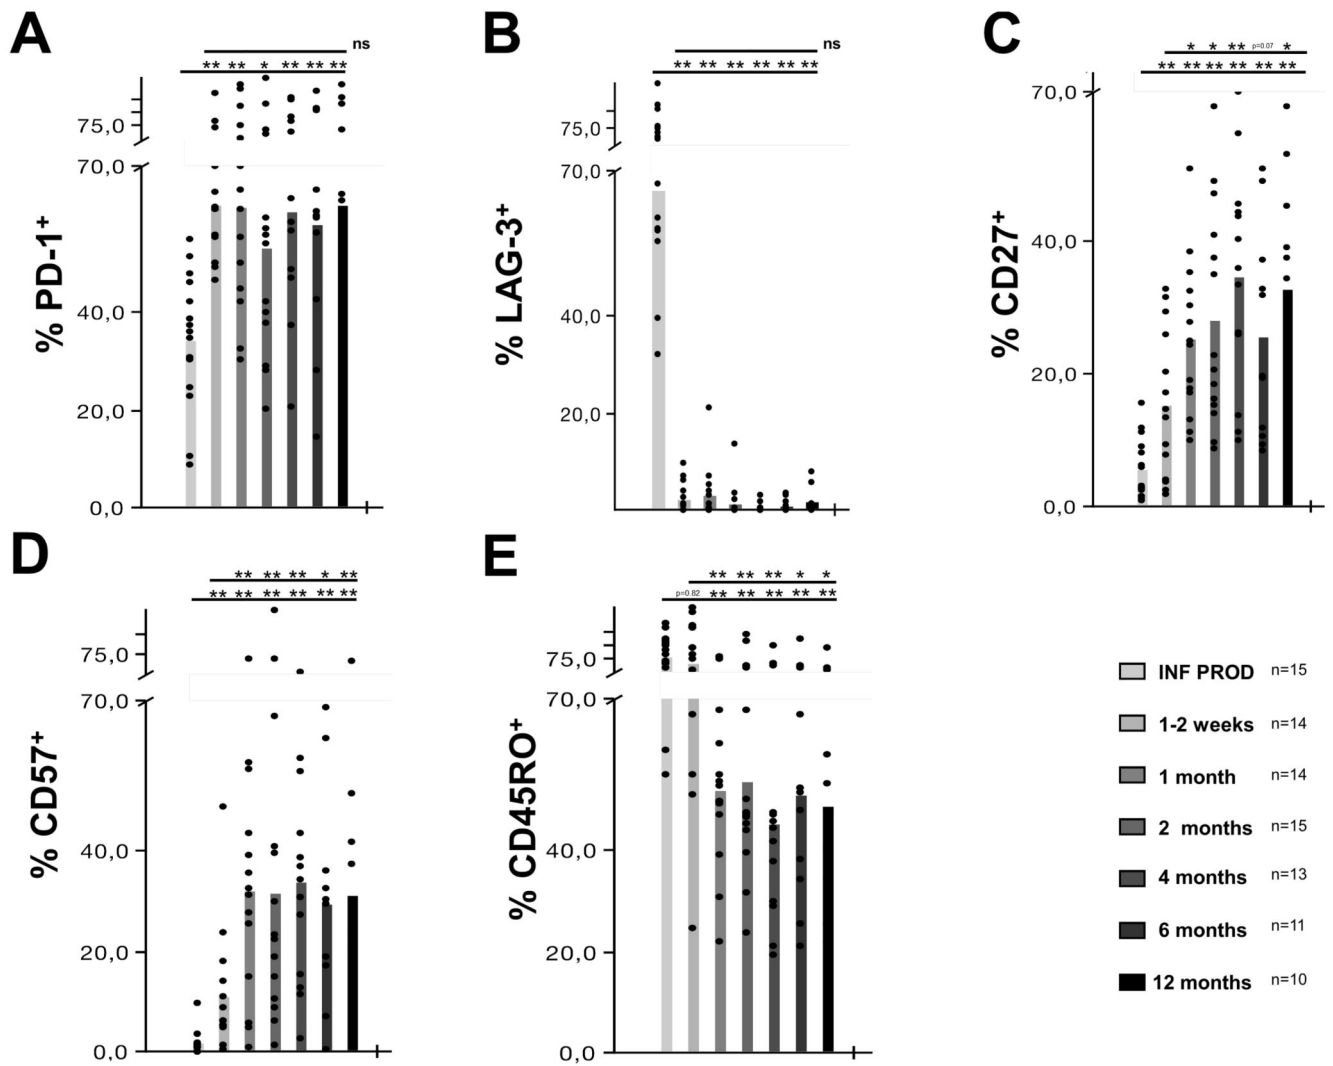 A
ns
** ** * ** ** **
% PD-1+
75,0
70,0
40,0
20,0
0,0
B
ns
** ** ** ** ** **
% LAG-3+
75,0
70,0
40,0
20,0
C
* * ** p=0.07 *
** ** ** ** ** **
% CD27+
70,0
40,0
20,0
0,0
D
** ** ** * **
** ** ** ** ** **
% CD57+
75,0
70,0
40,0
20,0
0,0
E
** ** ** * *
p=0.82 ** ** ** ** **
% CD45RO+
75,0
70,0
40,0
20,0
0,0
INF PROD n=15
1-2 weeks n=14
1 month n=14
2 months n=15
4 months n=13
6 months n=11
12 months n=10